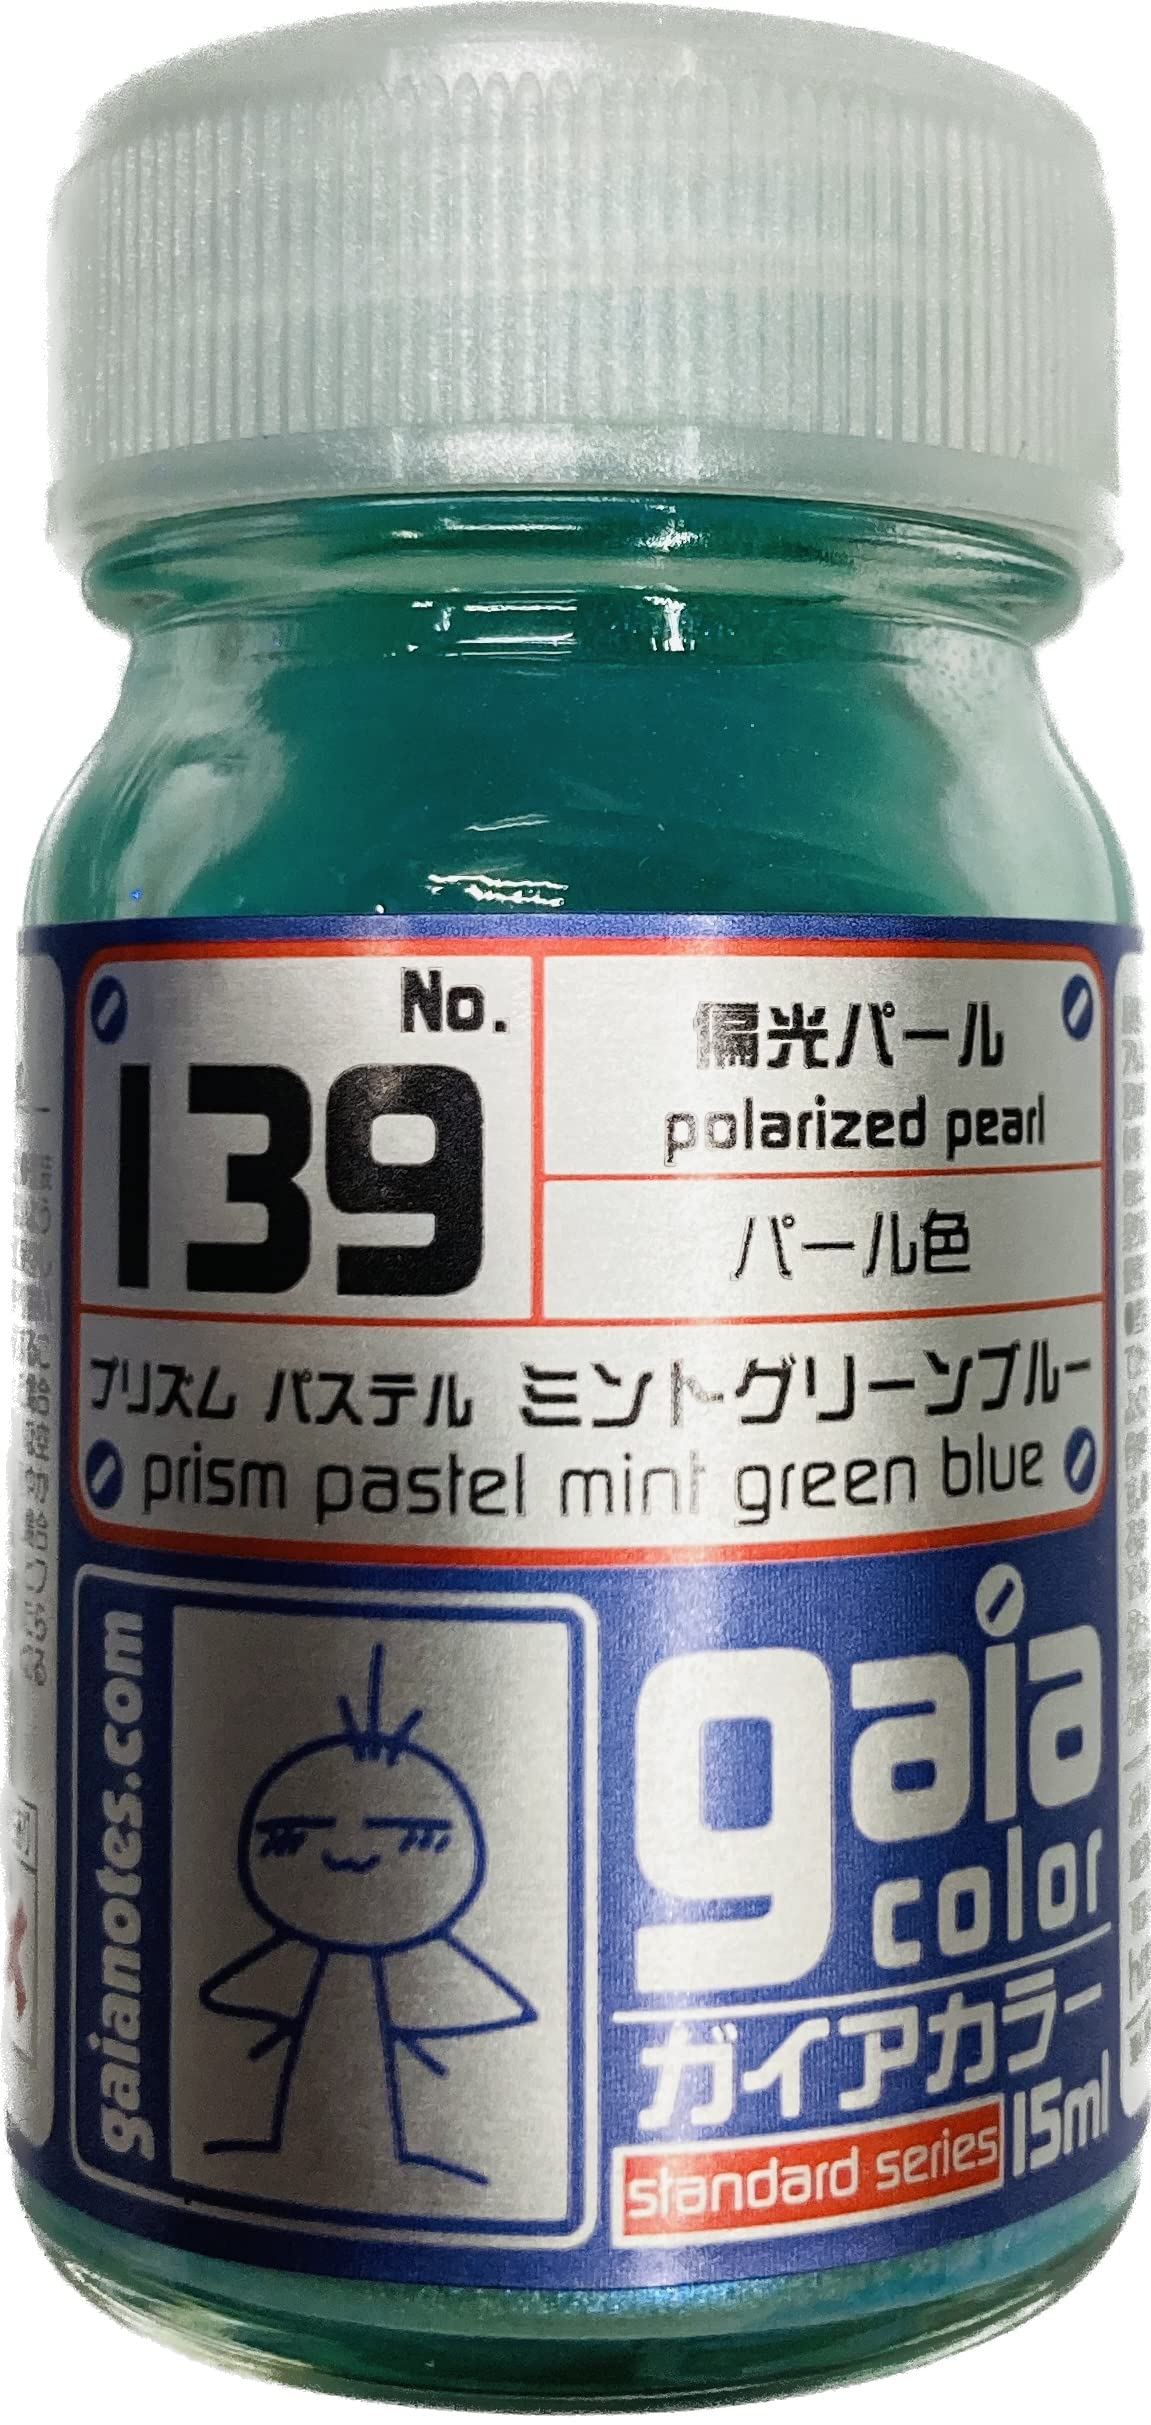 No.
139
偏光パール
polarized pearl
パール色
プリズム パステル ミントグリーンブルー
prism pastel mint green blue
gaianotes.com
gaia
color
ガイアカラー
standard series 15ml